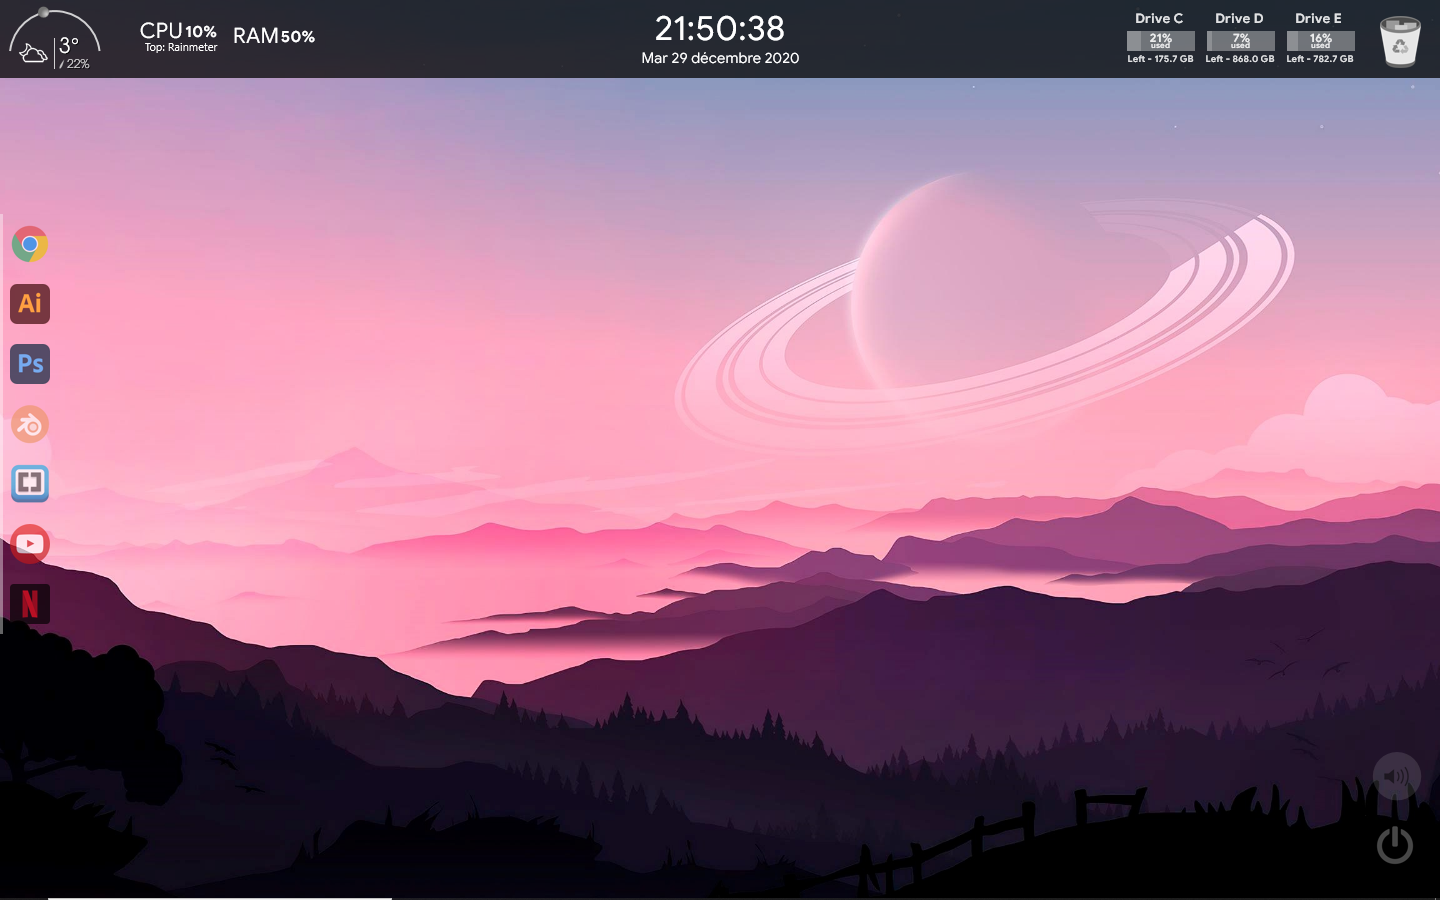 3°
22%
CPU 10%
Top: Rainmeter
RAM 50%
21:50:38
Mar 29 décembre 2020
Drive C
21%
used
Left - 175.7 GB
Drive D
7%
used
Left - 868.0 GB
Drive E
16%
used
Left - 782.7 GB
Ai
Ps
N